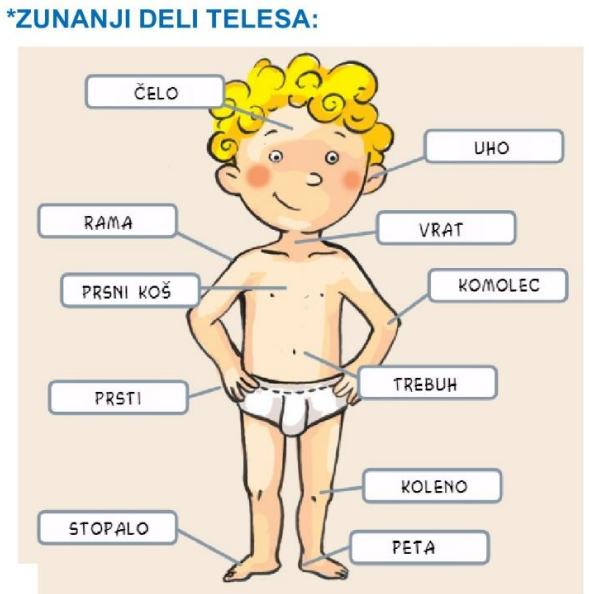 *ZUNANJI DELI TELESA:
ČELO
UHO
RAMA
VRAT
PRSNI KOŠ
KOMOLEC
TREBUH
PRSTI
KOLENO
STOPALO
PETA